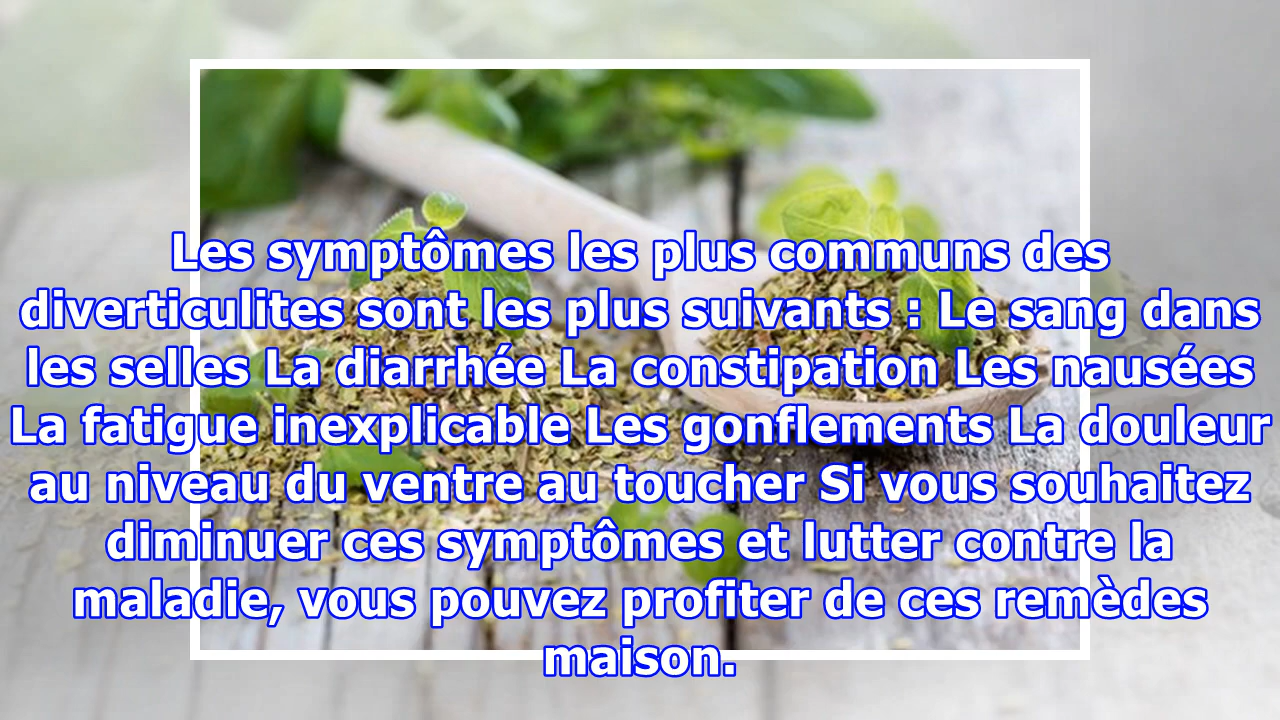 Les symptômes les plus communs des
diverticulites sont les plus suivants : Le sang dans
les selles La diarrhée La constipation Les nausées
La fatigue inexplicable Les gonflements La douleur
au niveau du ventre au toucher Si vous souhaitez
diminuer ces symptômes et lutter contre la
maladie, vous pouvez profiter de ces remèdes
maison.